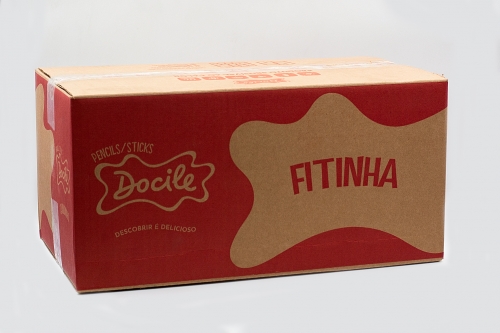 PENCILS/STICKS
Docile
DESCOBRIR É DELICIOSO
FITINHA